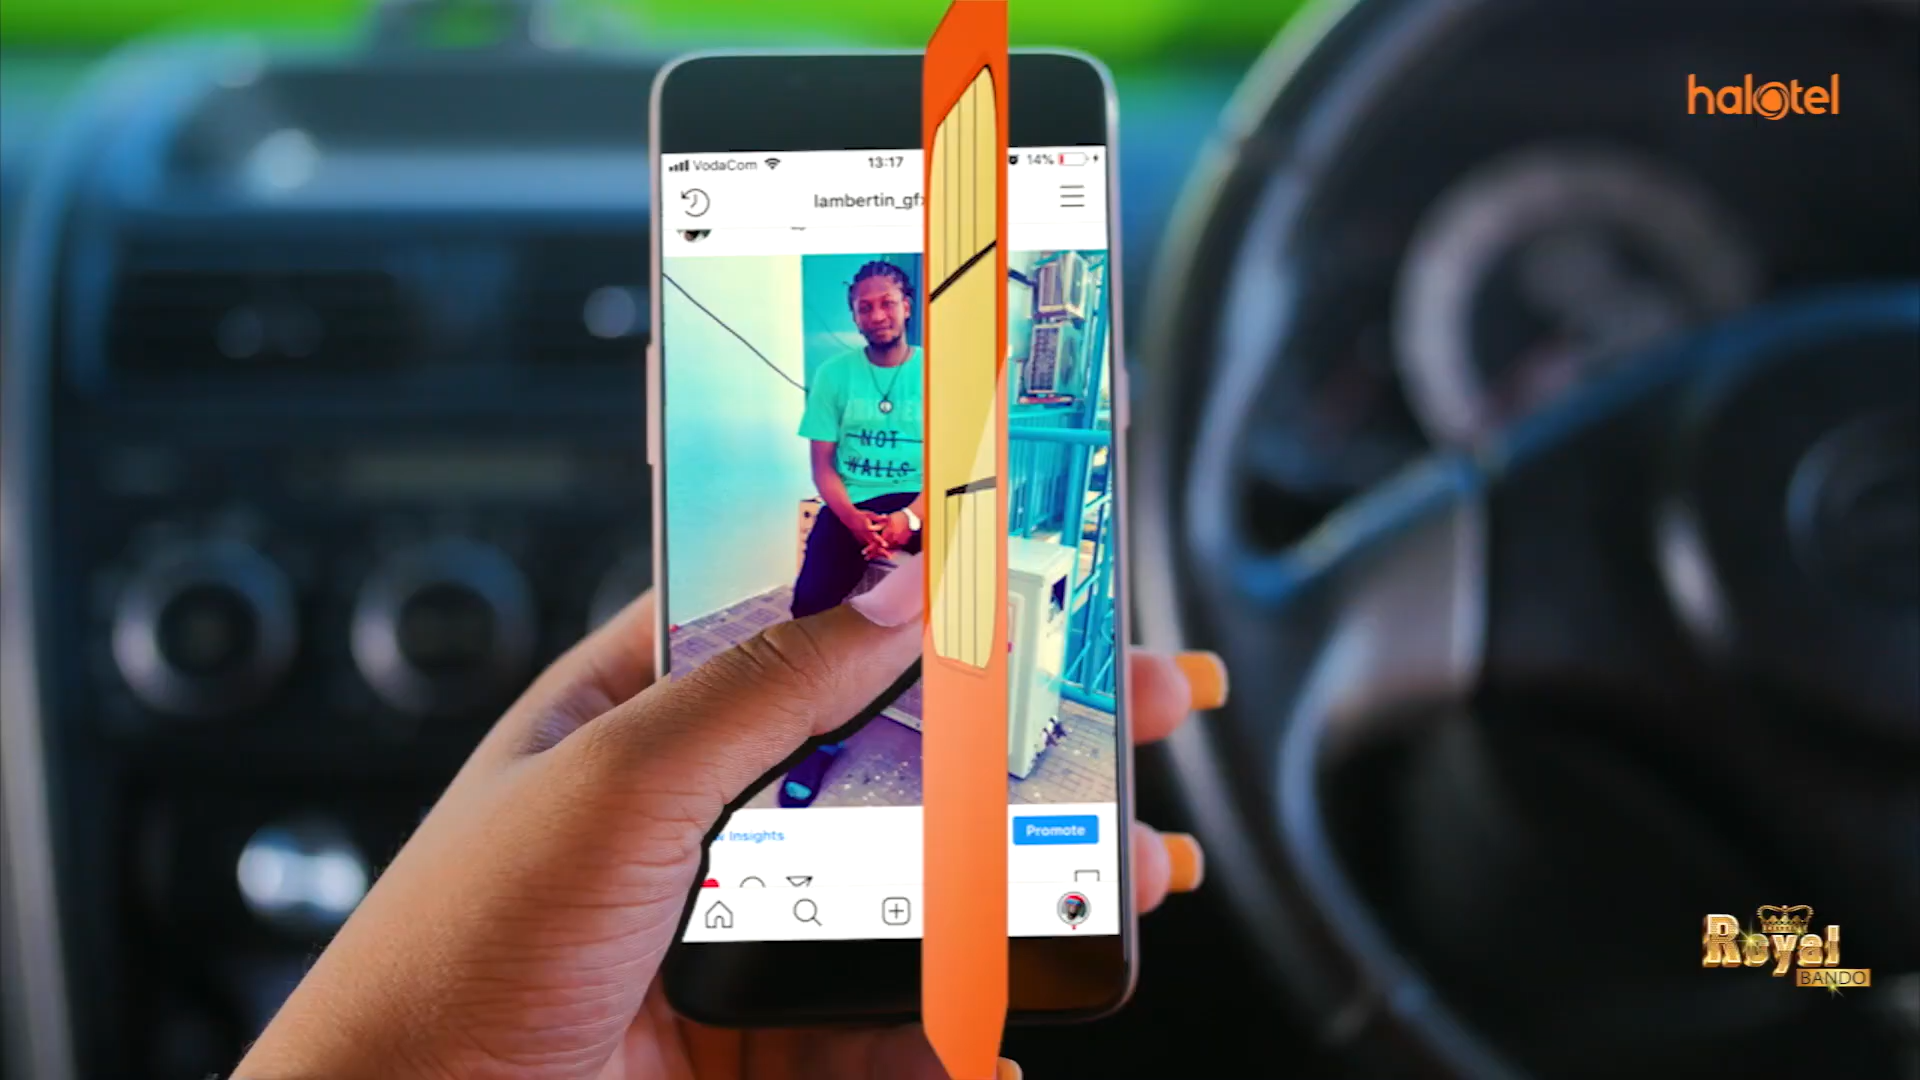 halotel
VodaCom
13:17
14%
lambertin_gf
NOT
WALLS
Insights
Promote
Royal
BANDO